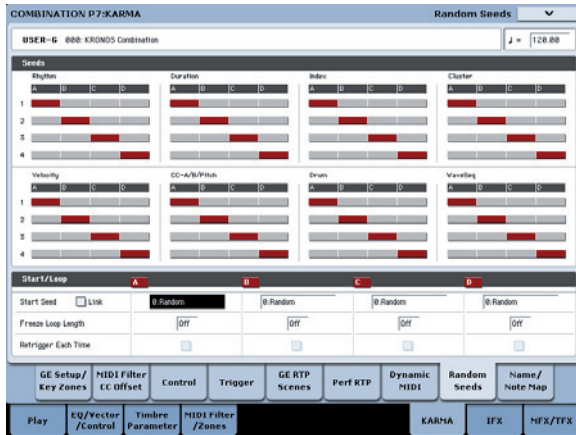 COMBINATION P7:KARMA Random Seeds
USER-G 000: KRONOS Combination ♩ = 120.00
Seeds
Rhythm Duration Index Cluster
A B C D A B C D A B C D A B C D
1
2
3
4
Velocity CC-A/B/Pitch Drum WaveSeq
A B C D A B C D A B C D A B C D
1
2
3
4
Start/Loop A B C D
Start Seed Link 0:Random 0:Random 0:Random 0:Random
Freeze Loop Length Off Off Off Off
Retrigger Each Time
GE Setup/ Key Zones MIDI Filter CC Offset Control Trigger GE RTP Scenes Perf RTP Dynamic MIDI Random Seeds Name/ Note Map
Play EQ/Vector /Control Timbre Parameter MIDI Filter /Zones KARMA IFX MFX/TFX